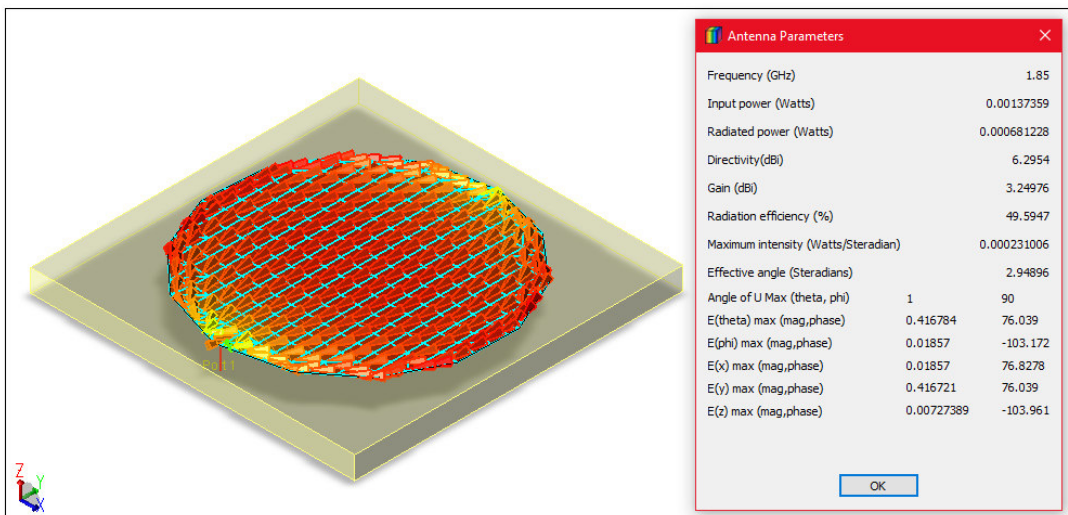 Antenna Parameters
Frequency (GHz) 1.85
Input power (Watts) 0.00137359
Radiated power (Watts) 0.000681228
Directivity(dBi) 6.2954
Gain (dBi) 3.24976
Radiation efficiency (%) 49.5947
Maximum intensity (Watts/Steradian) 0.000231006
Effective angle (Steradians) 2.94896
Angle of U Max (theta, phi) 1 90
E(theta) max (mag,phase) 0.416784 76.039
E(phi) max (mag,phase) 0.01857 -103.172
E(x) max (mag,phase) 0.01857 76.8278
E(y) max (mag,phase) 0.416721 76.039
E(z) max (mag,phase) 0.00727389 -103.961
OK
Port1
Z
Y
X